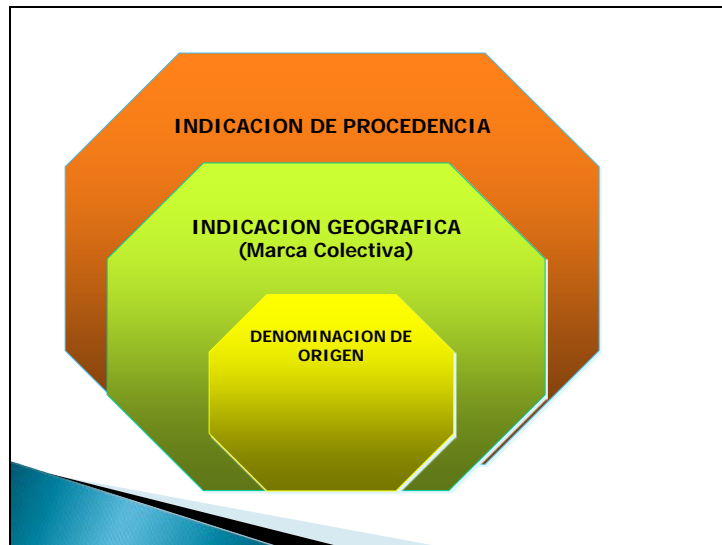 INDICACION DE PROCEDENCIA
INDICACION GEOGRAFICA
(Marca Colectiva)
DENOMINACION DE
ORIGEN